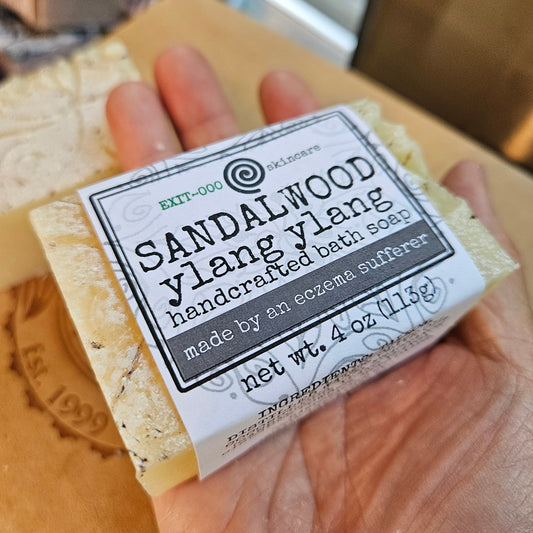 EXIT-000 skincare
SANDALWOOD
ylang ylang
handcrafted bath soap
made by an eczema sufferer
net wt. 4 oz (113g)
INGREDIENTS:
Est. 1999